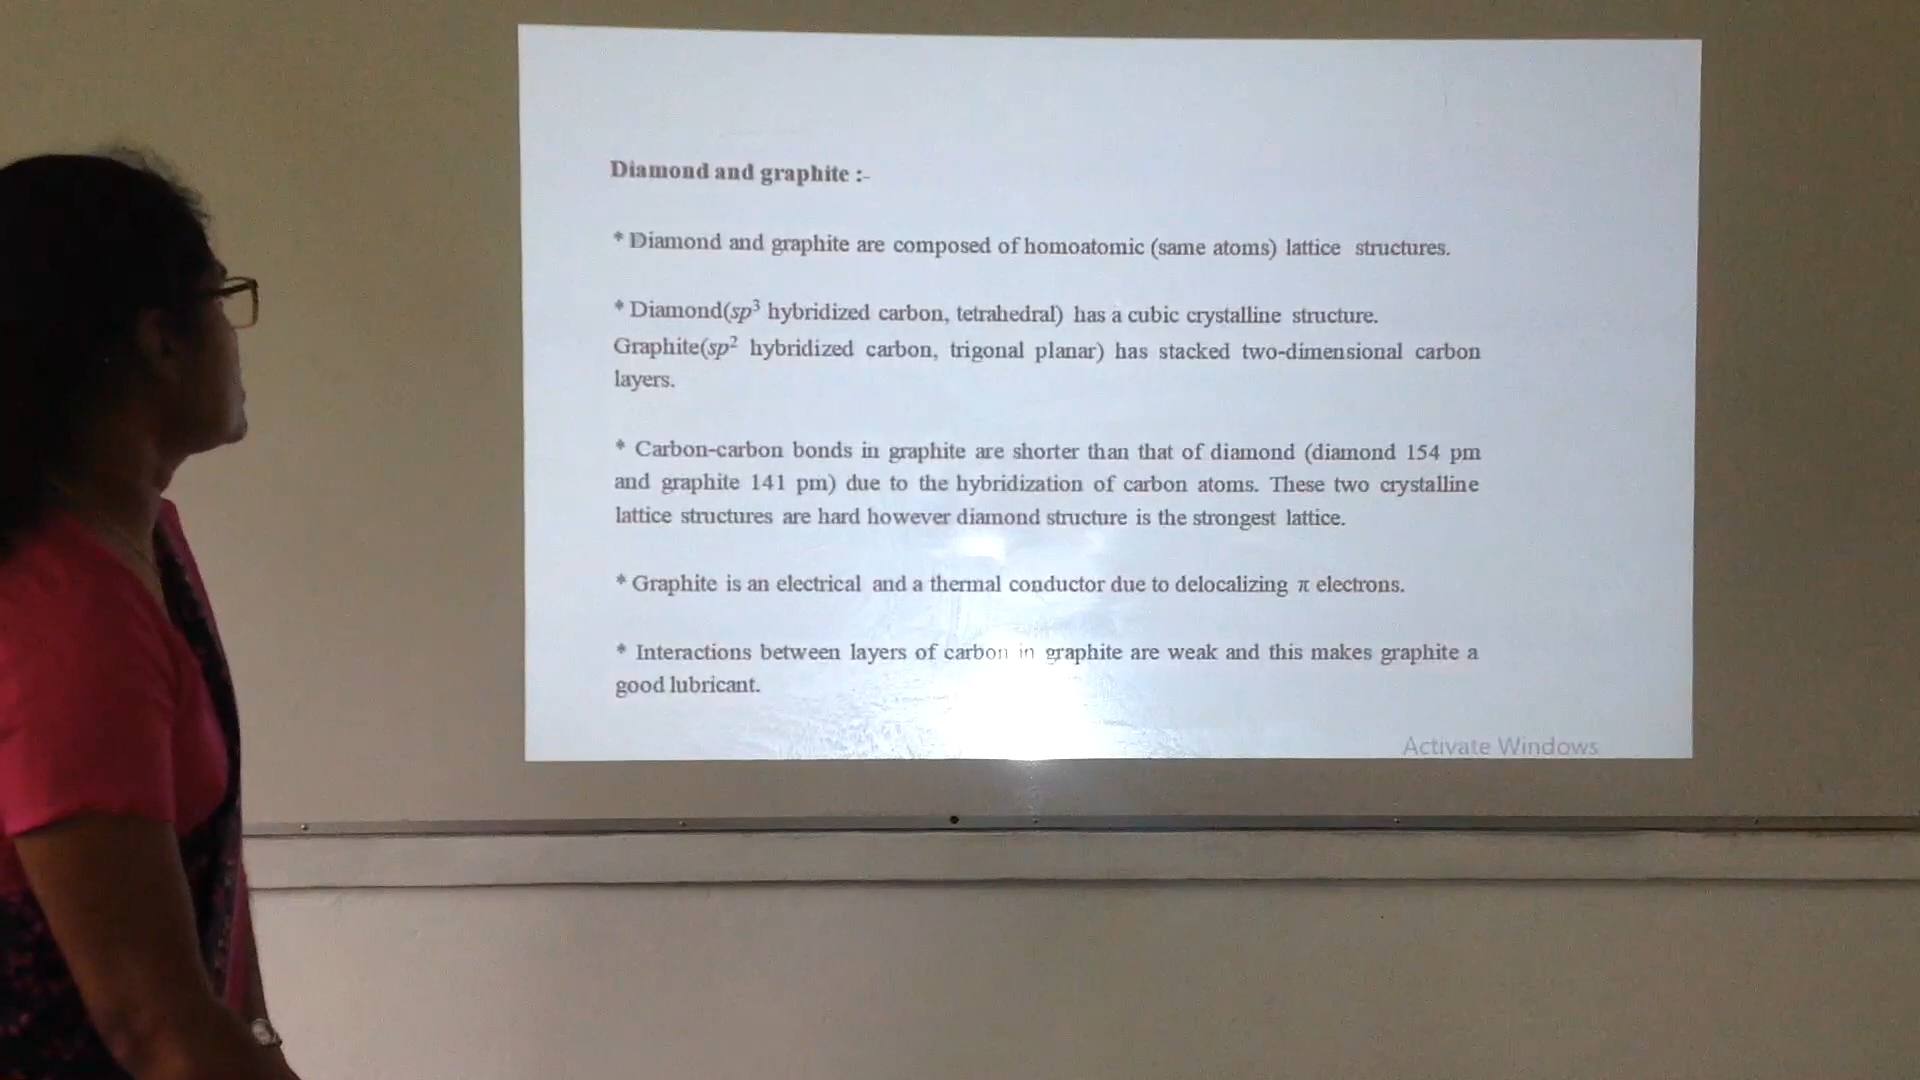 Diamond and graphite :-
* Diamond and graphite are composed of homoatomic (same atoms) lattice structures.
* Diamond(sp³ hybridized carbon, tetrahedral) has a cubic crystalline structure.
Graphite(sp² hybridized carbon, trigonal planar) has stacked two-dimensional carbon
layers.
* Carbon-carbon bonds in graphite are shorter than that of diamond (diamond 154 pm
and graphite 141 pm) due to the hybridization of carbon atoms. These two crystalline
lattice structures are hard however diamond structure is the strongest lattice.
* Graphite is an electrical and a thermal conductor due to delocalizing π electrons.
* Interactions between layers of carbon in graphite are weak and this makes graphite a
good lubricant.
Activate Windows